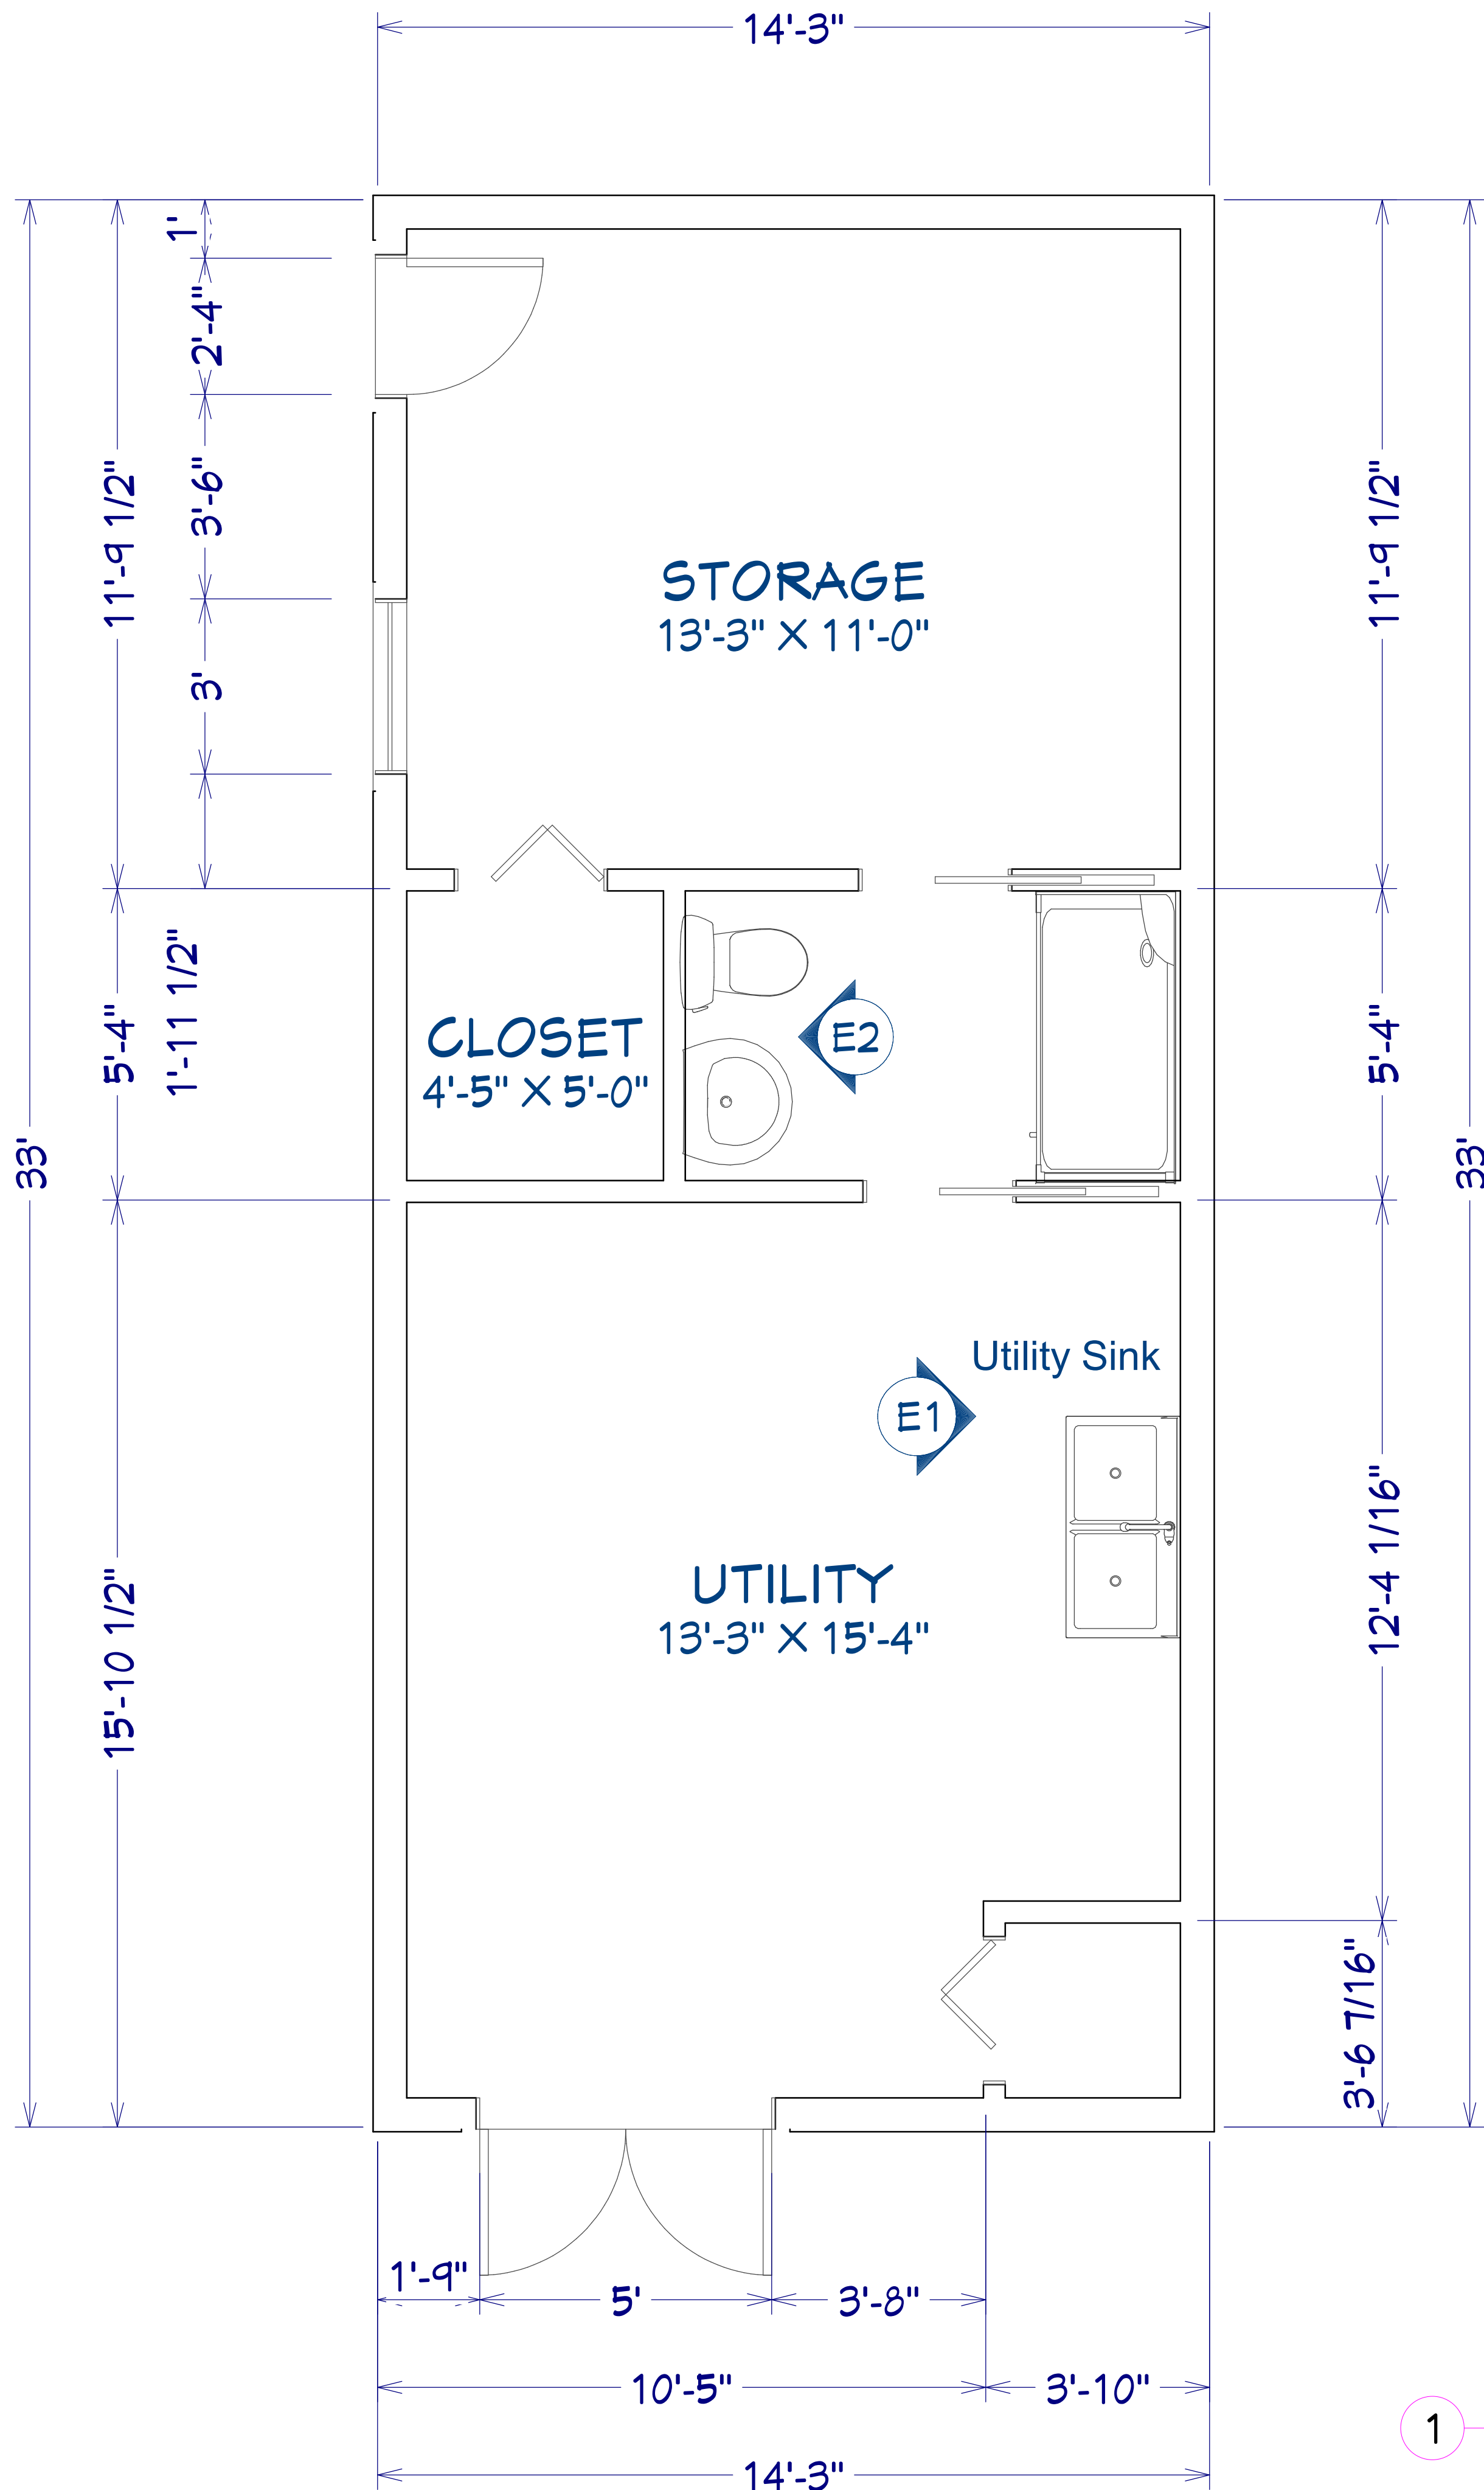 14'-3"
1'
2'-4"
3'-6"
11'-9 1/2"
11'-9 1/2"
STORAGE
13'-3" X 11'-0"
3'
1'-11 1/2"
5'-4"
5'-4"
CLOSET
4'-5" X 5'-0"
E2
33'
33'
Utility Sink
E1
12'-4 1/16"
UTILITY
13'-3" X 15'-4"
15'-10 1/2"
3'-6 7/16"
1'-9"
5'
3'-8"
10'-5"
3'-10"
1
14'-3"